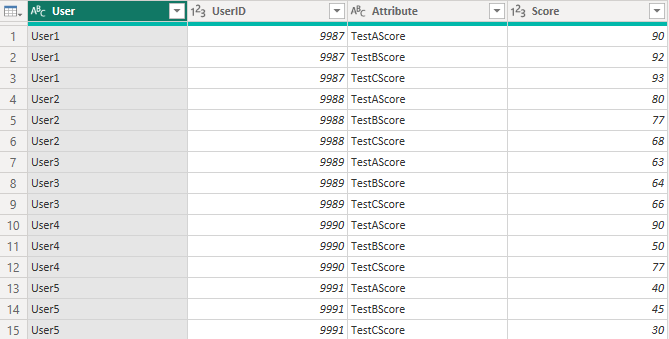 ABC User 123 UserID ABC Attribute 123 Score
1 User1 9987 TestAScore 90
2 User1 9987 TestBScore 92
3 User1 9987 TestCScore 93
4 User2 9988 TestAScore 80
5 User2 9988 TestBScore 77
6 User2 9988 TestCScore 68
7 User3 9989 TestAScore 63
8 User3 9989 TestBScore 64
9 User3 9989 TestCScore 66
10 User4 9990 TestAScore 90
11 User4 9990 TestBScore 50
12 User4 9990 TestCScore 77
13 User5 9991 TestAScore 40
14 User5 9991 TestBScore 45
15 User5 9991 TestCScore 30